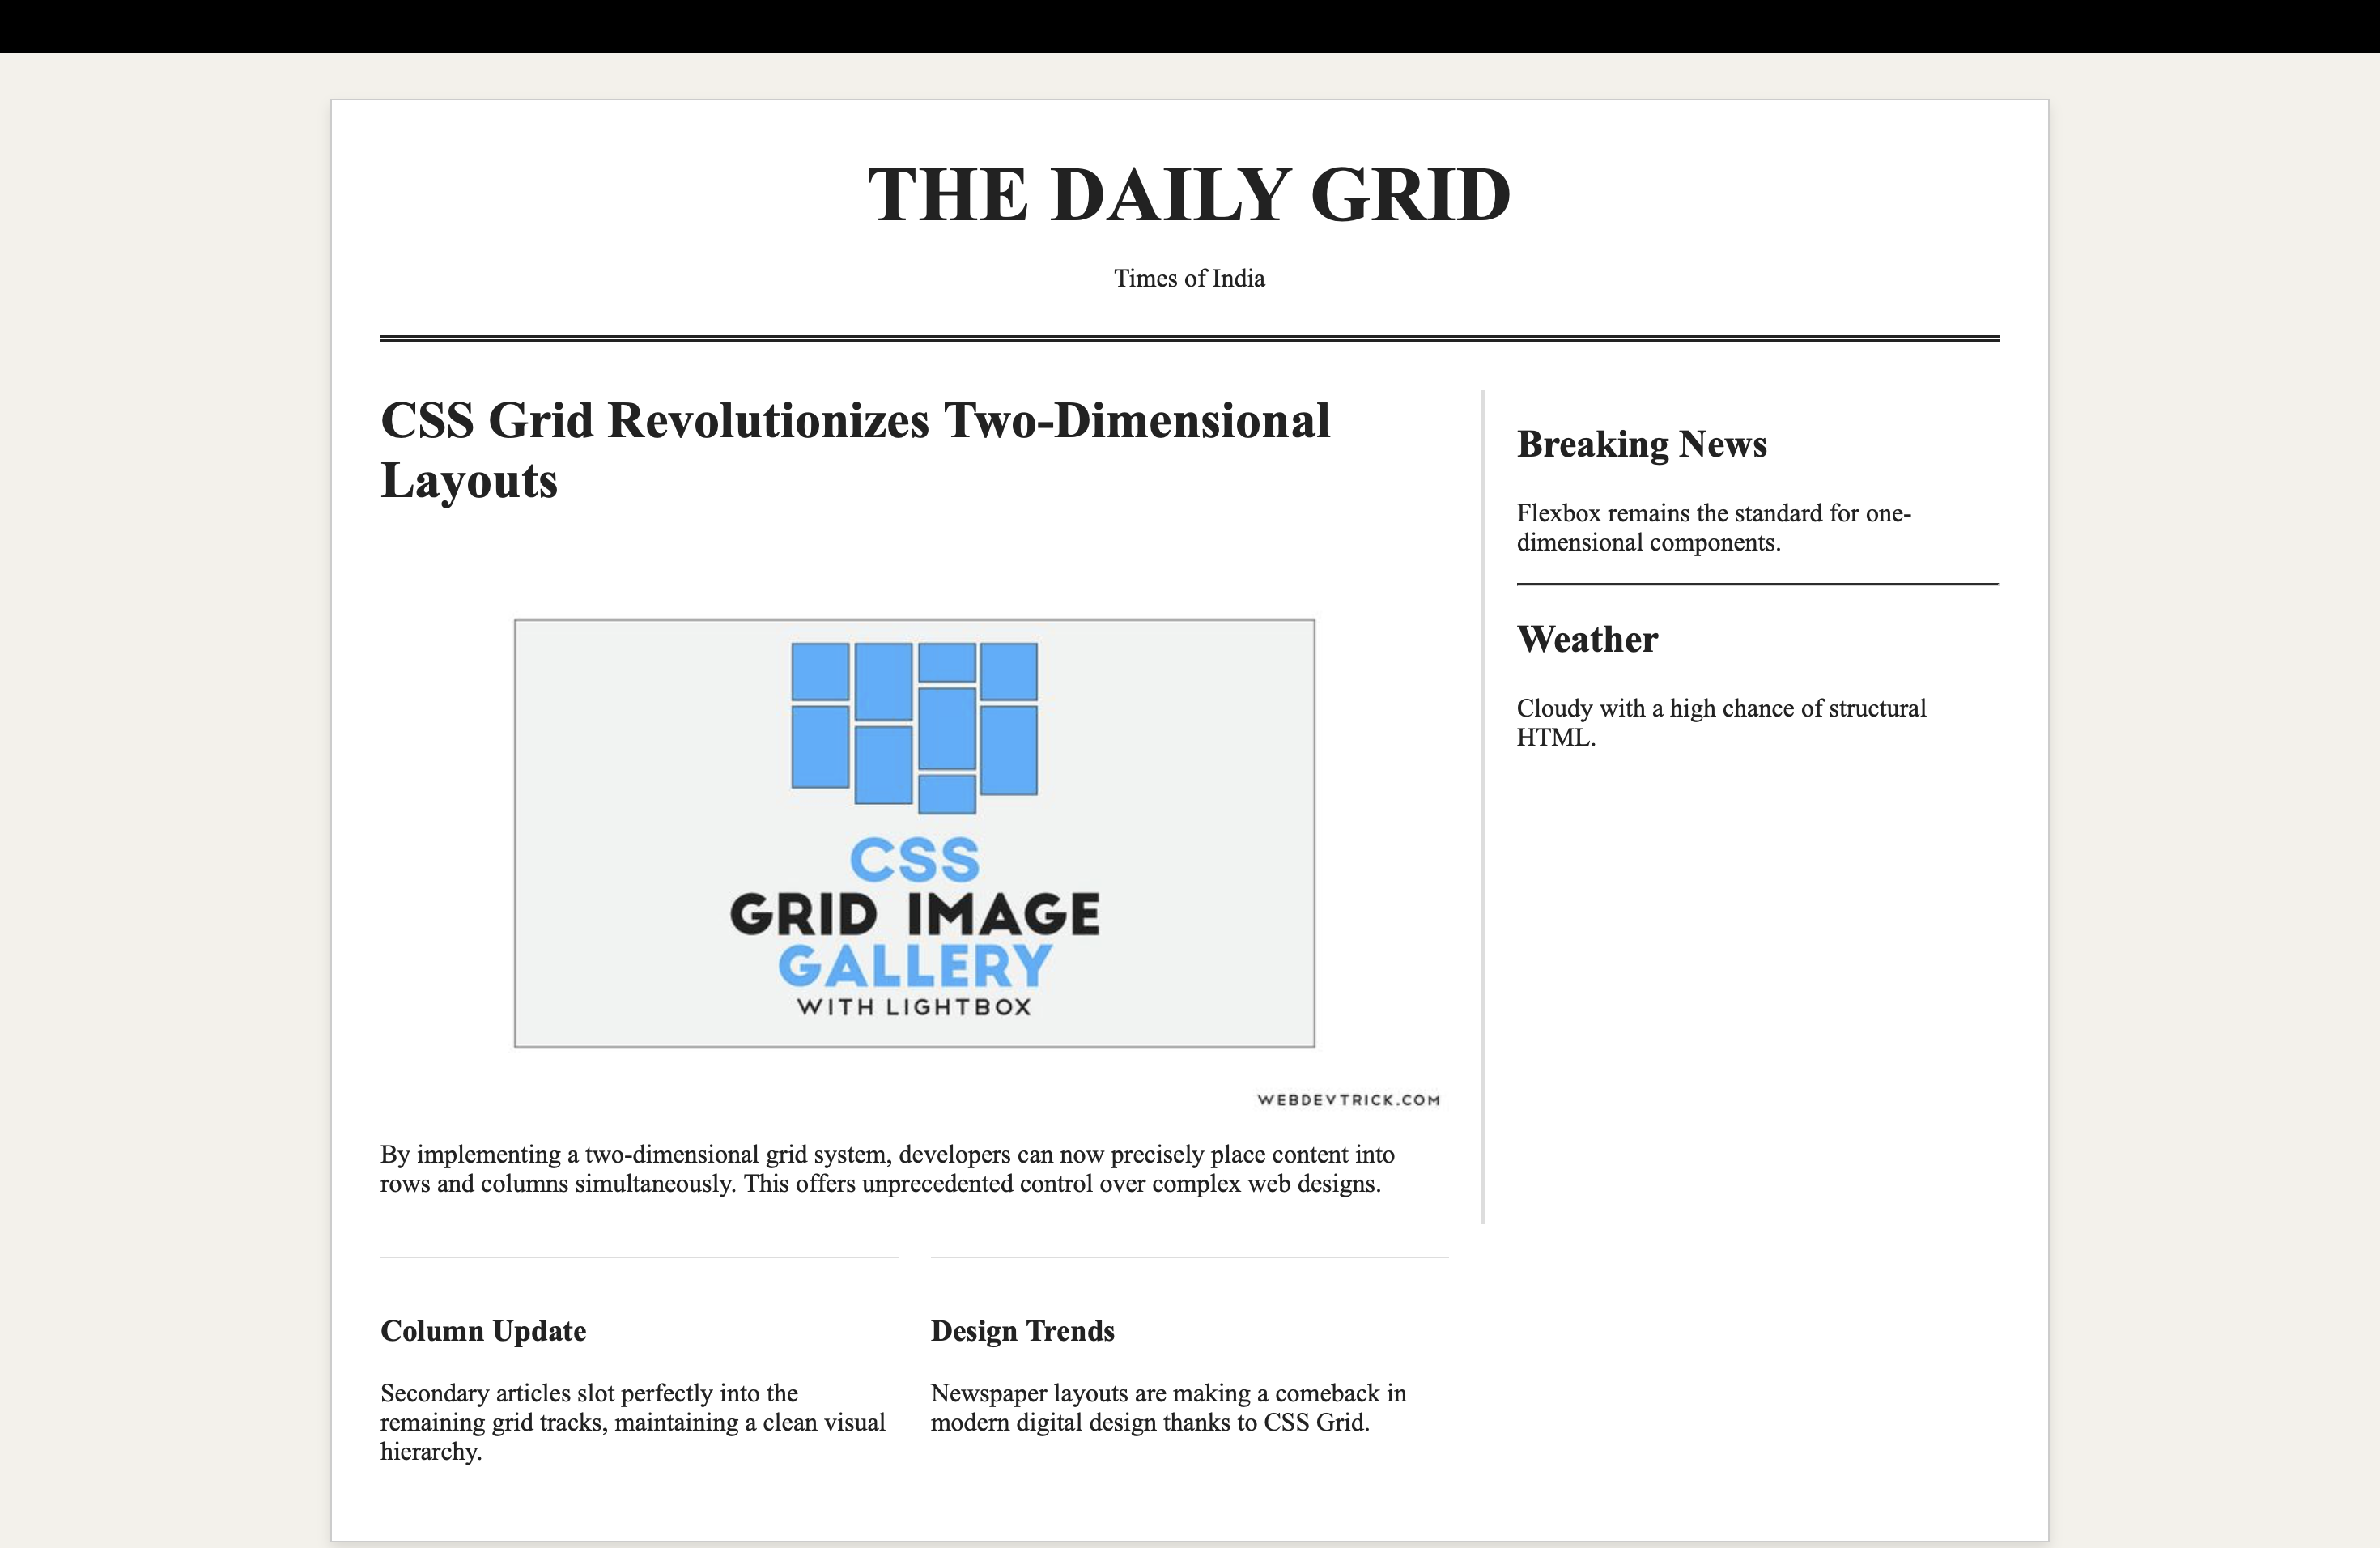 THE DAILY GRID
Times of India
CSS Grid Revolutionizes Two-Dimensional
Layouts
CSS
GRID IMAGE
GALLERY
WITH LIGHTBOX
WEBDEVTRICK.COM
By implementing a two-dimensional grid system, developers can now precisely place content into
rows and columns simultaneously. This offers unprecedented control over complex web designs.
Breaking News
Flexbox remains the standard for one-
dimensional components.
Weather
Cloudy with a high chance of structural
HTML.
Column Update
Secondary articles slot perfectly into the
remaining grid tracks, maintaining a clean visual
hierarchy.
Design Trends
Newspaper layouts are making a comeback in
modern digital design thanks to CSS Grid.